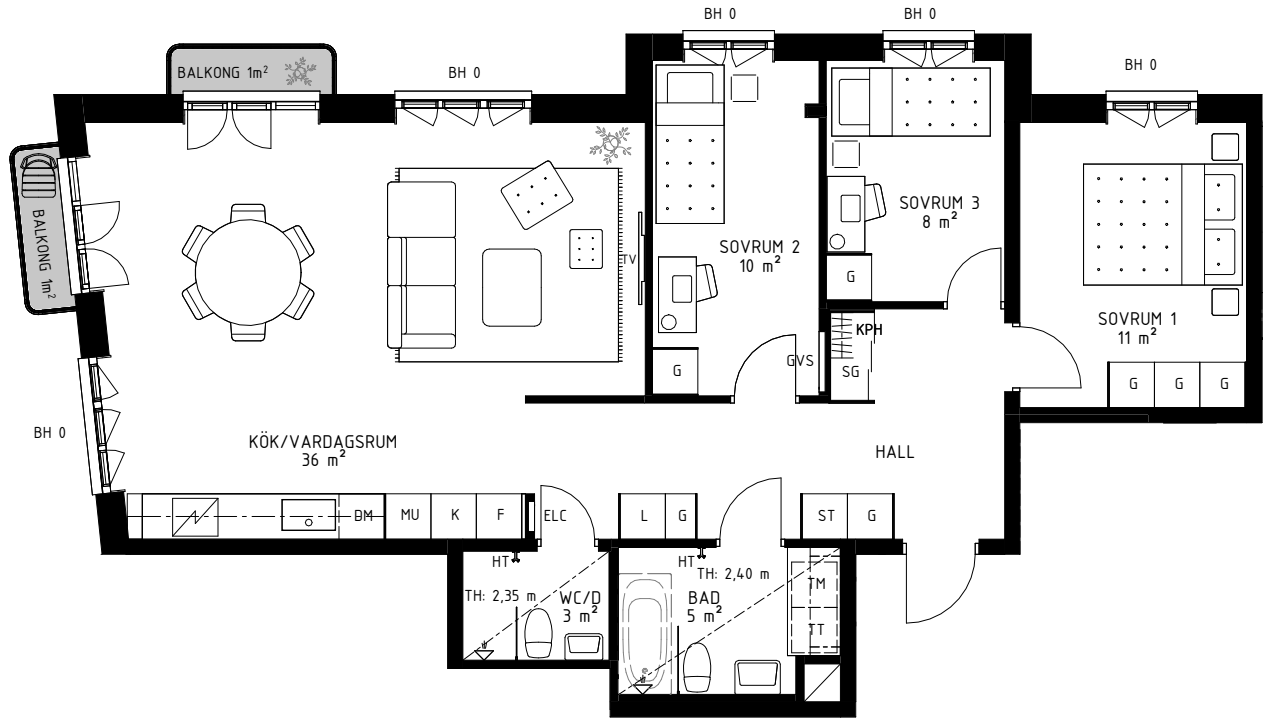 BH 0
BH 0
BALKONG 1m²
BH 0
BH 0
BALKONG 1m²
SOVRUM 3
8 m²
SOVRUM 2
10 m²
TV
G
SOVRUM 1
11 m²
KPH
GVS
SG
G
G
G
G
BH 0
KÖK/VARDAGSRUM
36 m²
HALL
DM
MU
K
F
ELC
L
G
ST
G
HT
HT
TH: 2,40 m
TM
TH: 2,35 m
WC/D
3 m²
BAD
5 m²
TT